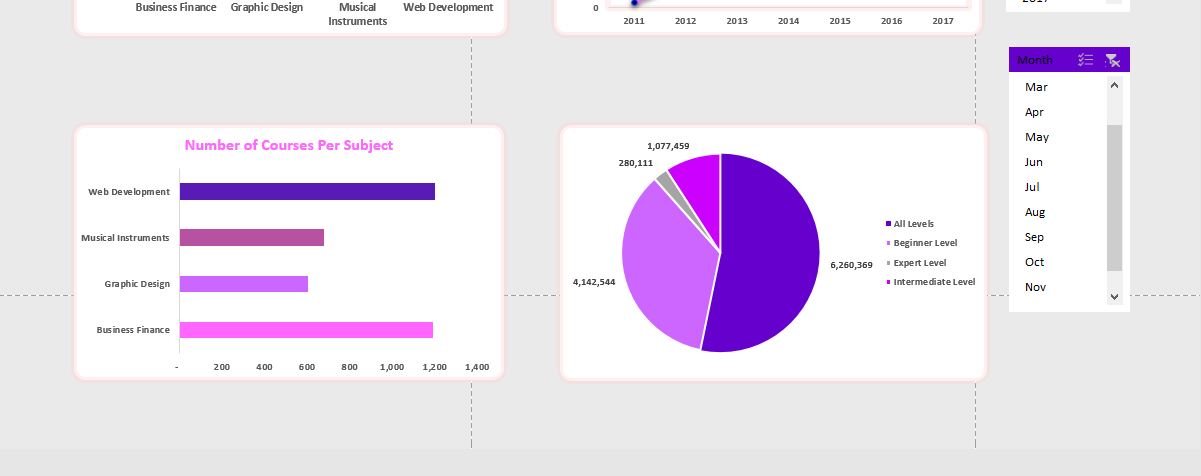 Business Finance
Graphic Design
Musical
Instruments
Web Development
0
2011
2012
2013
2014
2015
2016
2017
2017
Month
Mar
Apr
May
Jun
Jul
Aug
Sep
Oct
Nov
Number of Courses Per Subject
Web Development
Musical Instruments
Graphic Design
Business Finance
-
200
400
600
800
1,000
1,200
1,400
1,077,459
280,111
4,142,544
6,260,369
All Levels
Beginner Level
Expert Level
Intermediate Level